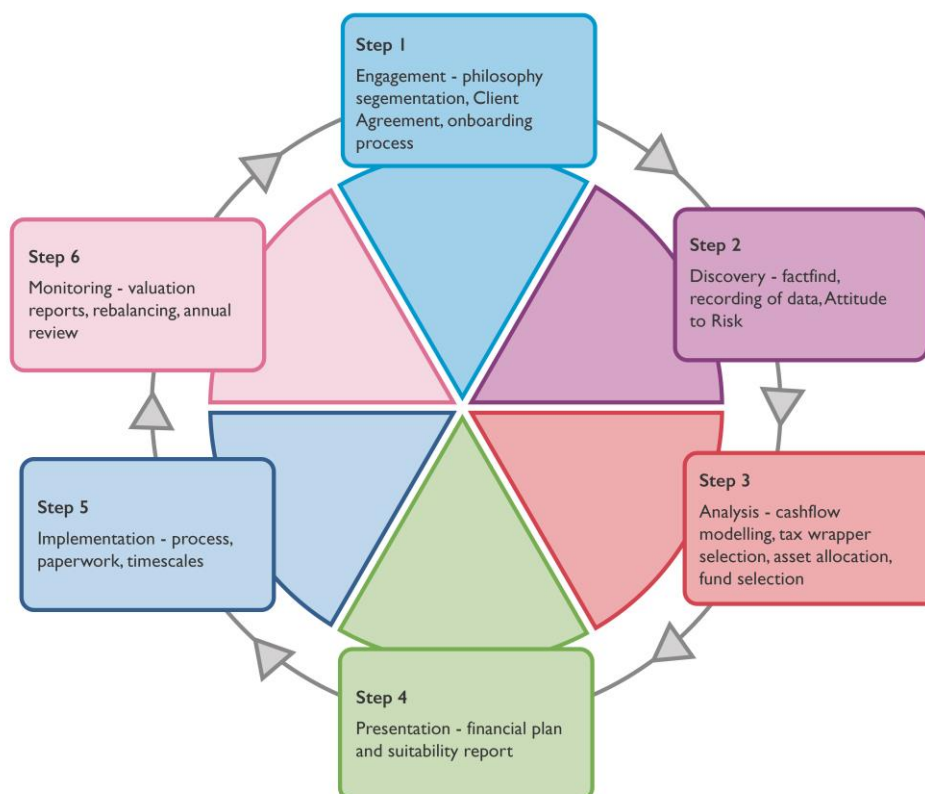 Step 1
Engagement - philosophy
segementation, Client
Agreement, onboarding
process
Step 2
Discovery - factfind,
recording of data, Attitude
to Risk
Step 3
Analysis - cashflow
modelling, tax wrapper
selection, asset allocation,
fund selection
Step 4
Presentation - financial plan
and suitability report
Step 5
Implementation - process,
paperwork, timescales
Step 6
Monitoring - valuation
reports, rebalancing, annual
review